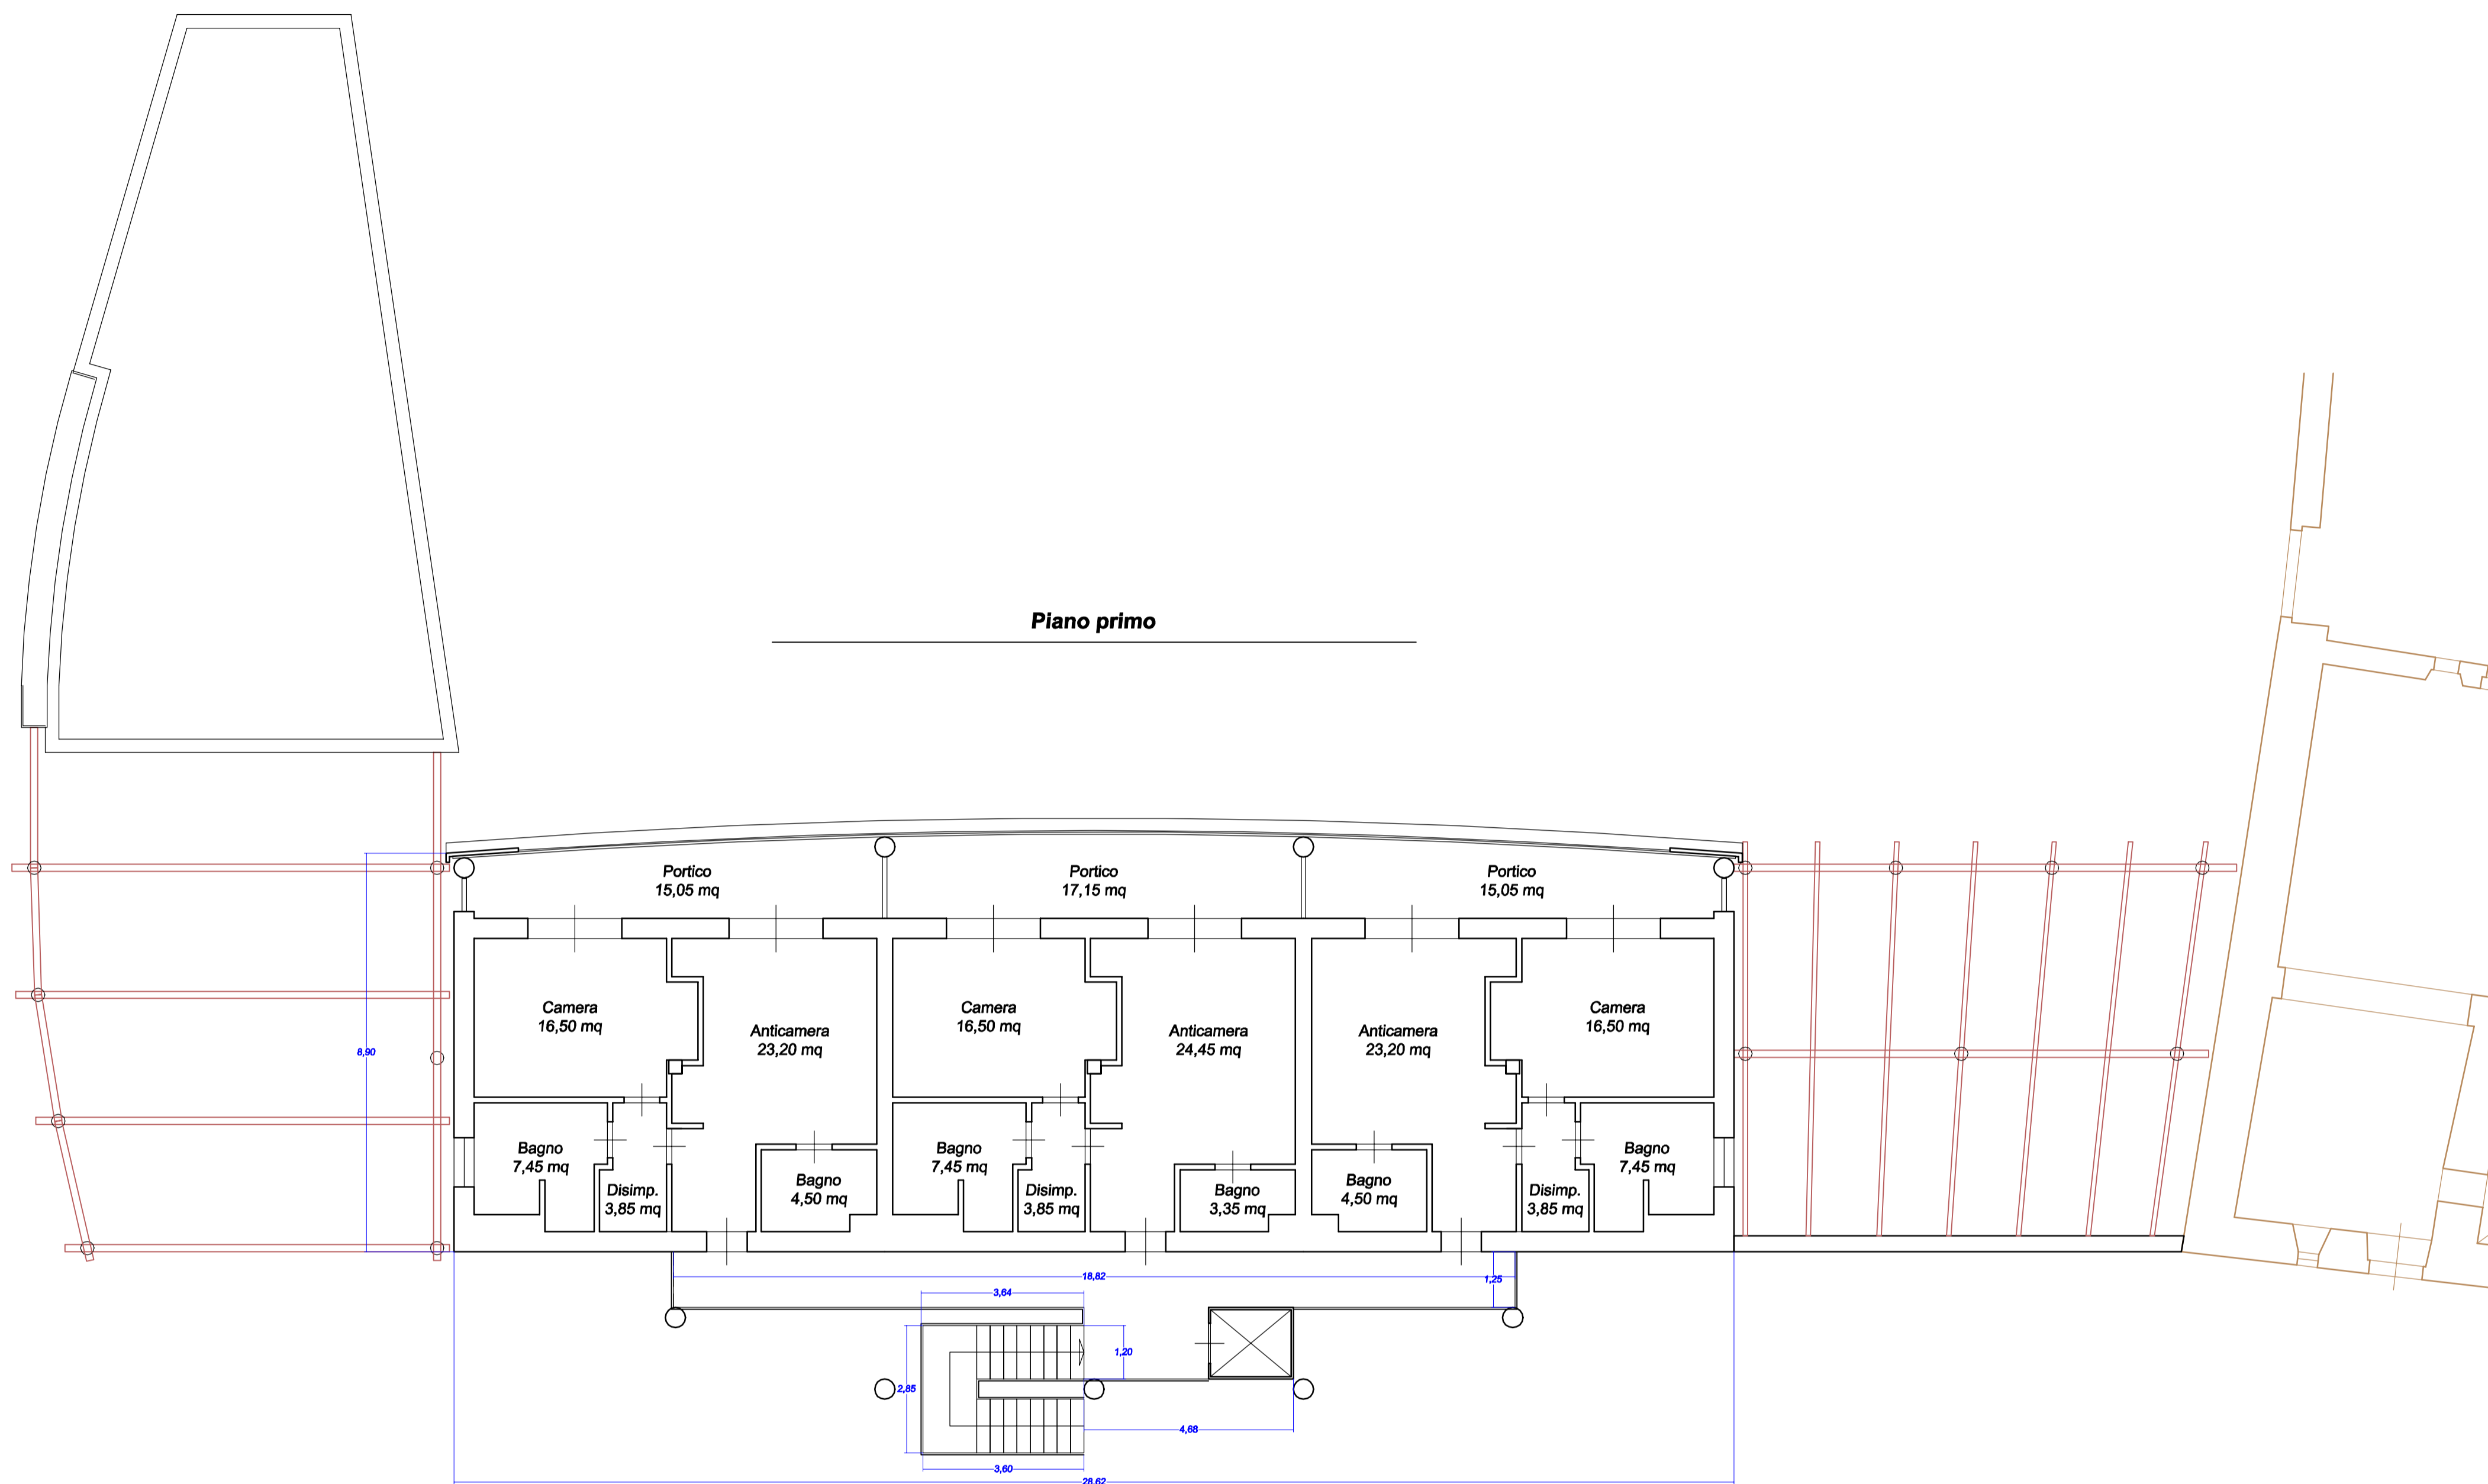 Piano primo
Portico
15,05 mq
Portico
17,15 mq
Portico
15,05 mq
Camera
16,50 mq
Anticamera
23,20 mq
Camera
16,50 mq
Anticamera
24,45 mq
Anticamera
23,20 mq
Camera
16,50 mq
8,90
Bagno
7,45 mq
Disimp.
3,85 mq
Bagno
4,50 mq
Bagno
7,45 mq
Disimp.
3,85 mq
Bagno
3,35 mq
Bagno
4,50 mq
Disimp.
3,85 mq
Bagno
7,45 mq
18,82
1,25
3,64
1,20
2,85
4,68
3,60
28,62